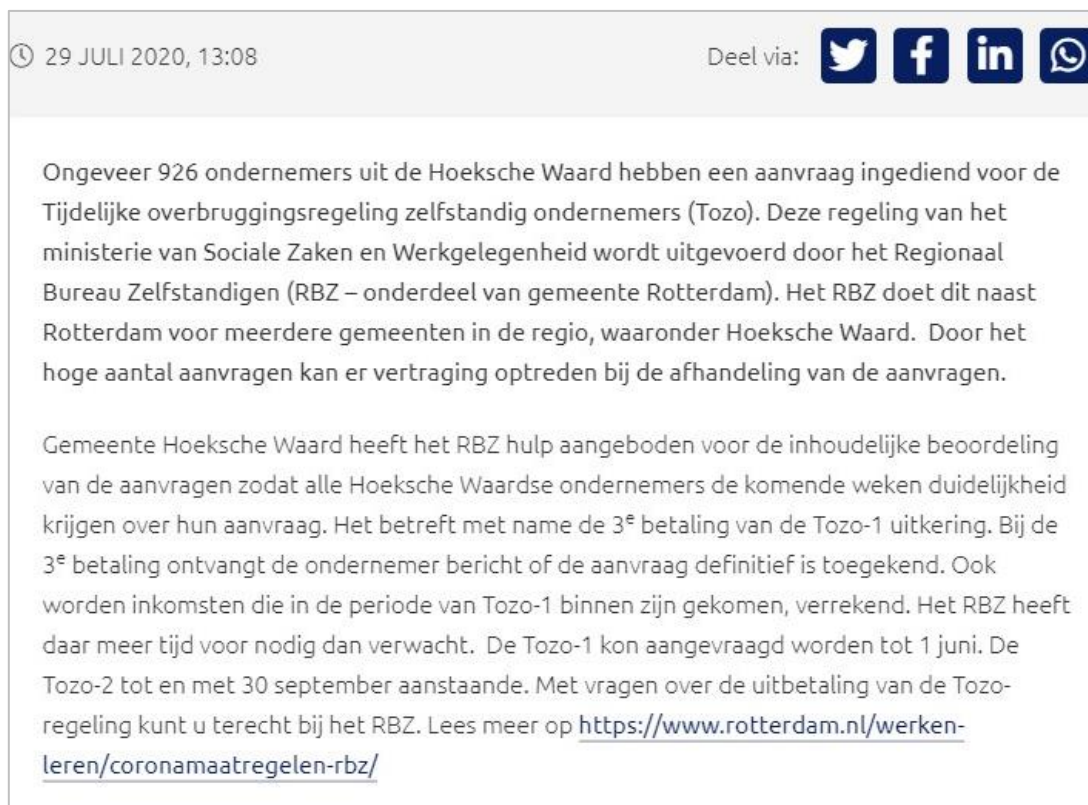 29 JULI 2020, 13:08
Deel via:
Ongeveer 926 ondernemers uit de Hoeksche Waard hebben een aanvraag ingediend voor de
Tijdelijke overbruggingsregeling zelfstandig ondernemers (Tozo). Deze regeling van het
ministerie van Sociale Zaken en Werkgelegenheid wordt uitgevoerd door het Regionaal
Bureau Zelfstandigen (RBZ – onderdeel van gemeente Rotterdam). Het RBZ doet dit naast
Rotterdam voor meerdere gemeenten in de regio, waaronder Hoeksche Waard.  Door het
hoge aantal aanvragen kan er vertraging optreden bij de afhandeling van de aanvragen.
Gemeente Hoeksche Waard heeft het RBZ hulp aangeboden voor de inhoudelijke beoordeling
van de aanvragen zodat alle Hoeksche Waardse ondernemers de komende weken duidelijkheid
krijgen over hun aanvraag. Het betreft met name de 3ᵉ betaling van de Tozo-1 uitkering. Bij de
3ᵉ betaling ontvangt de ondernemer bericht of de aanvraag definitief is toegekend. Ook
worden inkomsten die in de periode van Tozo-1 binnen zijn gekomen, verrekend. Het RBZ heeft
daar meer tijd voor nodig dan verwacht.  De Tozo-1 kon aangevraagd worden tot 1 juni. De
Tozo-2 tot en met 30 september aanstaande. Met vragen over de uitbetaling van de Tozo-
regeling kunt u terecht bij het RBZ. Lees meer op https://www.rotterdam.nl/werken-
leren/coronamaatregelen-rbz/